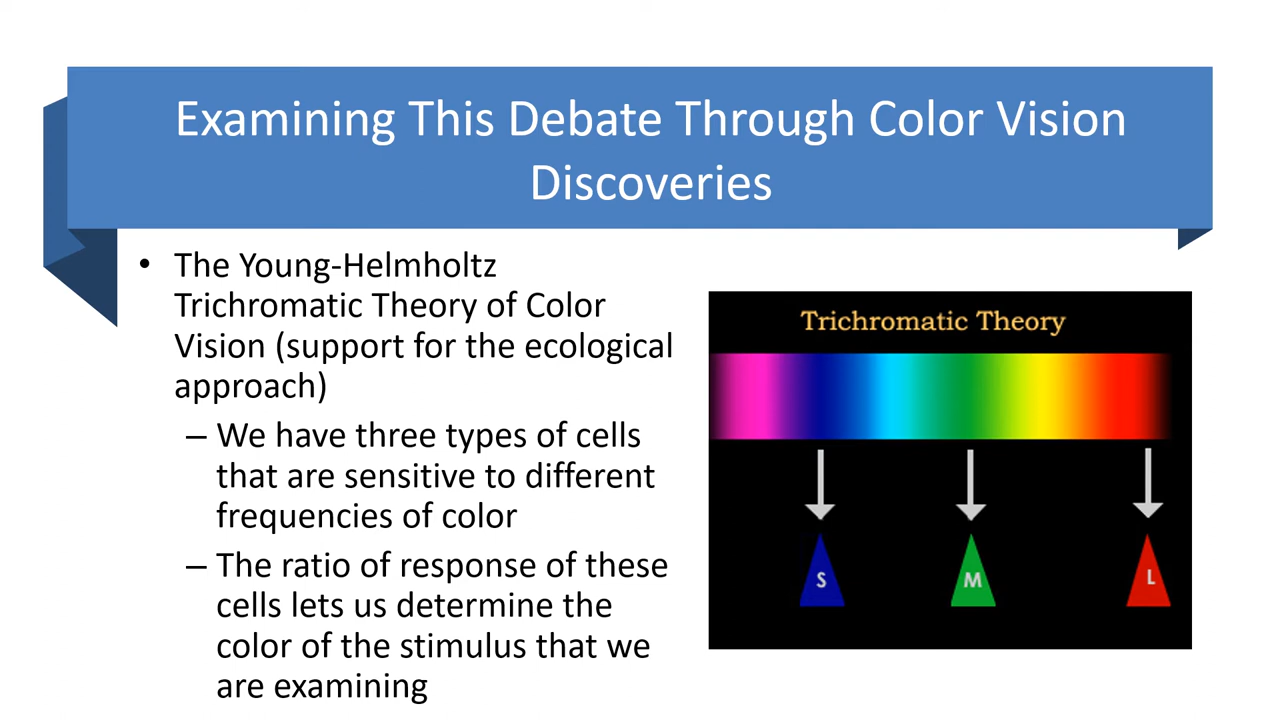 Examining This Debate Through Color Vision
Discoveries
• The Young-Helmholtz
Trichromatic Theory of Color
Vision (support for the ecological
approach)
– We have three types of cells
that are sensitive to different
frequencies of color
– The ratio of response of these
cells lets us determine the
color of the stimulus that we
are examining
Trichromatic Theory
S M L